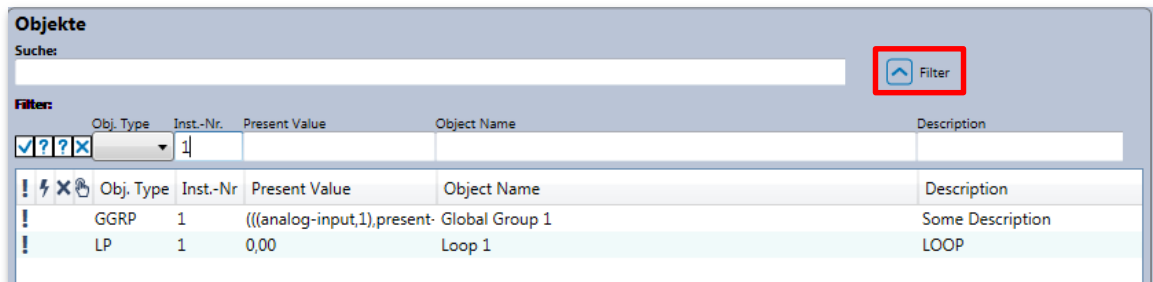 Objekte
Suche:
Filter
Filter:
Obj. Type Inst.-Nr. Present Value Object Name Description
? ? 1
! Obj. Type Inst.-Nr Present Value Object Name Description
! GGRP 1 (((analog-input,1),present- Global Group 1 Some Description
! LP 1 0,00 Loop 1 LOOP